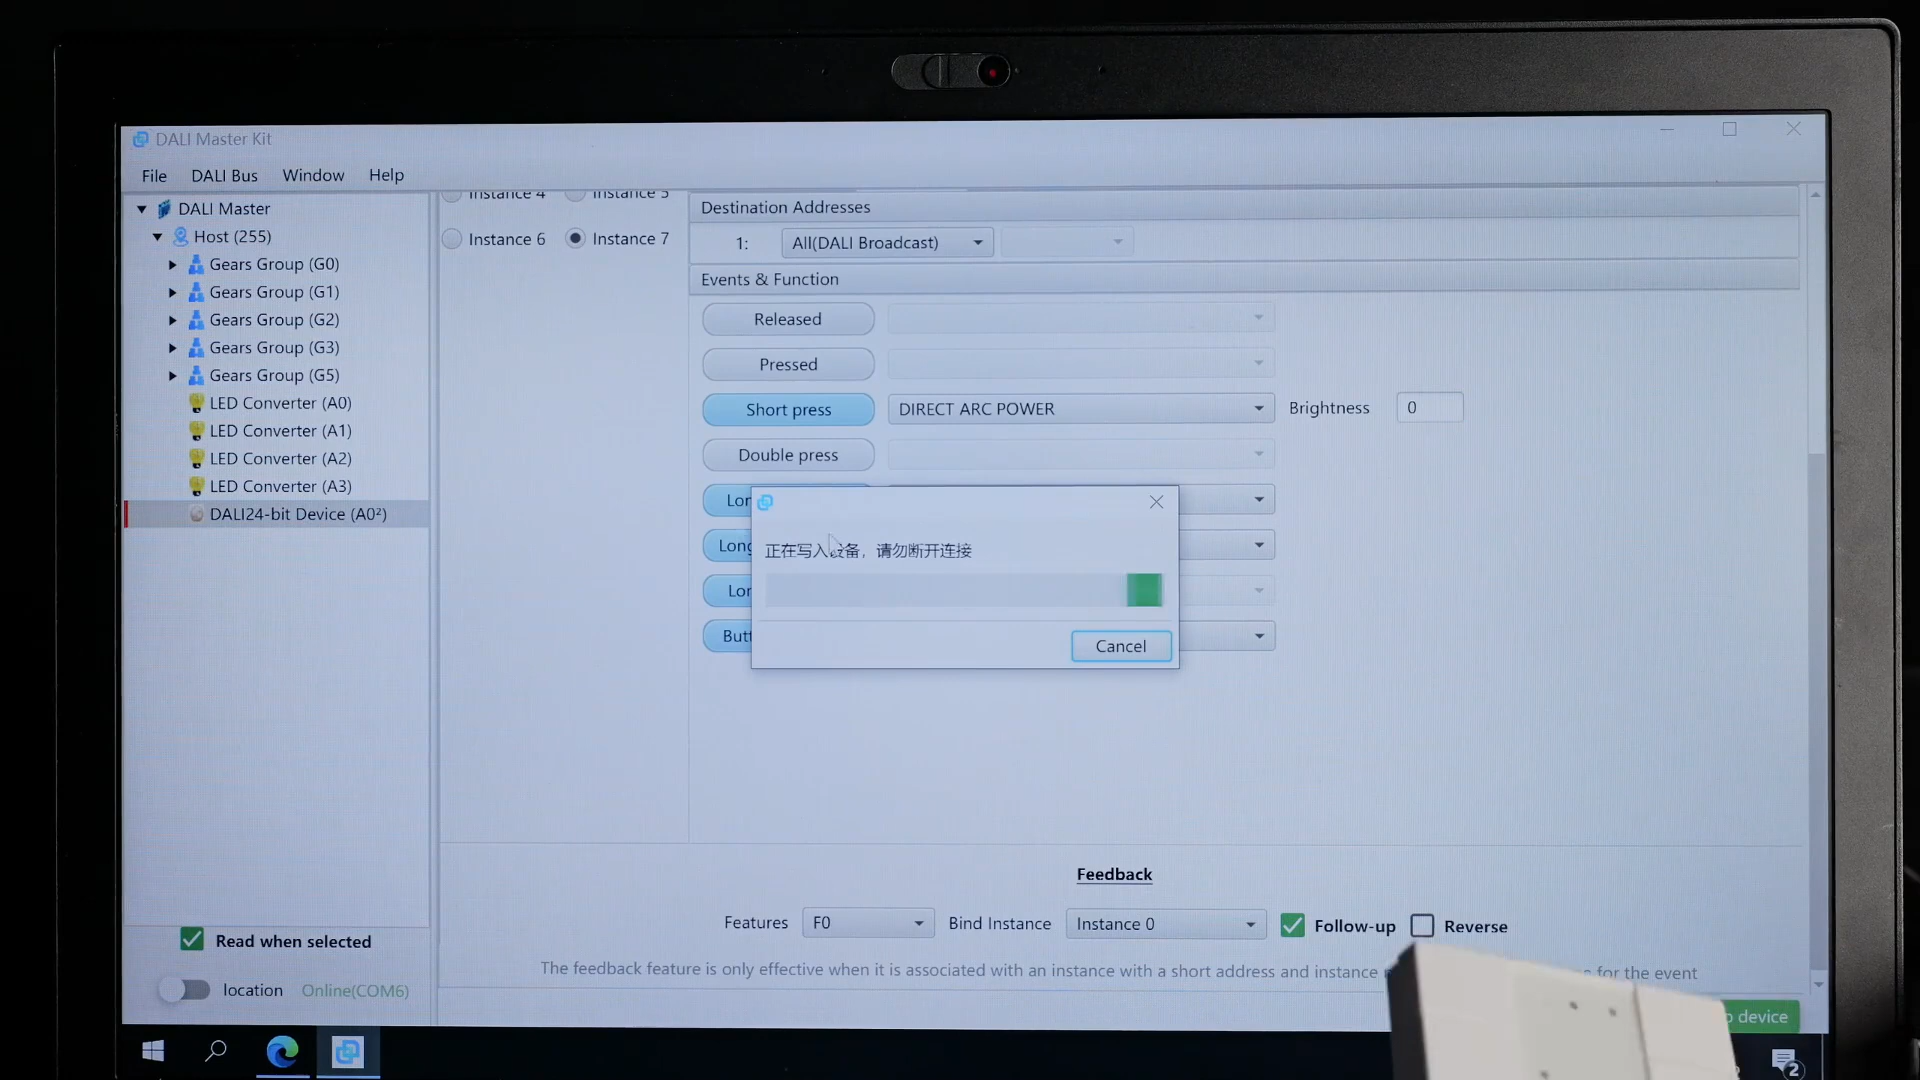 DALI Master Kit
File DALI Bus Window Help
DALI Master
Host (255)
Gears Group (G0)
Gears Group (G1)
Gears Group (G2)
Gears Group (G3)
Gears Group (G5)
LED Converter (A0)
LED Converter (A1)
LED Converter (A2)
LED Converter (A3)
DALI24-bit Device (A0²)
Read when selected
location Online(COM6)
Instance 4 Instance 5
Instance 6 Instance 7
Destination Addresses
1: All(DALI Broadcast)
Events & Function
Released
Pressed
Short press DIRECT ARC POWER Brightness 0
Double press
正在写入设备，请勿断开连接
Cancel
Feedback
Features F0 Bind Instance Instance 0 Follow-up Reverse
The feedback feature is only effective when it is associated with an instance with a short address and instance for the event
device
2